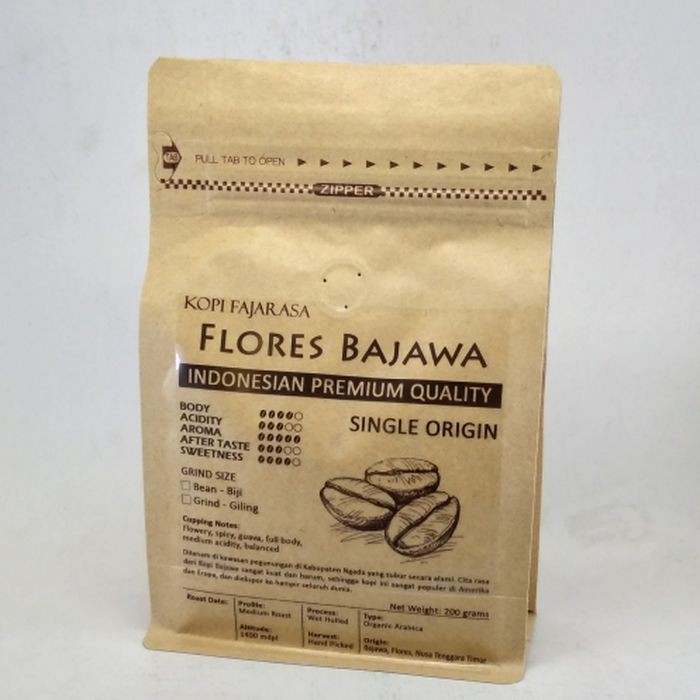 TAB
PULL TAB TO OPEN
ZIPPER
KOPI FAJARASA
FLORES BAJAWA
INDONESIAN PREMIUM QUALITY
BODY
ACIDITY
AROMA
AFTER TASTE
SWEETNESS
SINGLE ORIGIN
GRIND SIZE
Bean - Biji
Grind - Giling
Cupping Notes:
Flowery, spicy, guava, full body,
medium acidity, balanced
Ditanam di kawasan pegunungan di Kabupaten Ngada yang subur secara alami. Cita rasa
dari Kopi Bajawa sangat kuat dan harum, sehingga kopi ini sangat populer di Amerika
dan Eropa, dan diekspor ke hampir seluruh dunia.
Net Weight: 200 grams
Roast Date:
Profile:
Medium Roast
Altitude:
1400 mdpl
Process:
Wet Hulled
Harvest:
Hand Picked
Type:
Organic Arabica
Origin:
Bajawa, Flores, Nusa Tenggara Timur